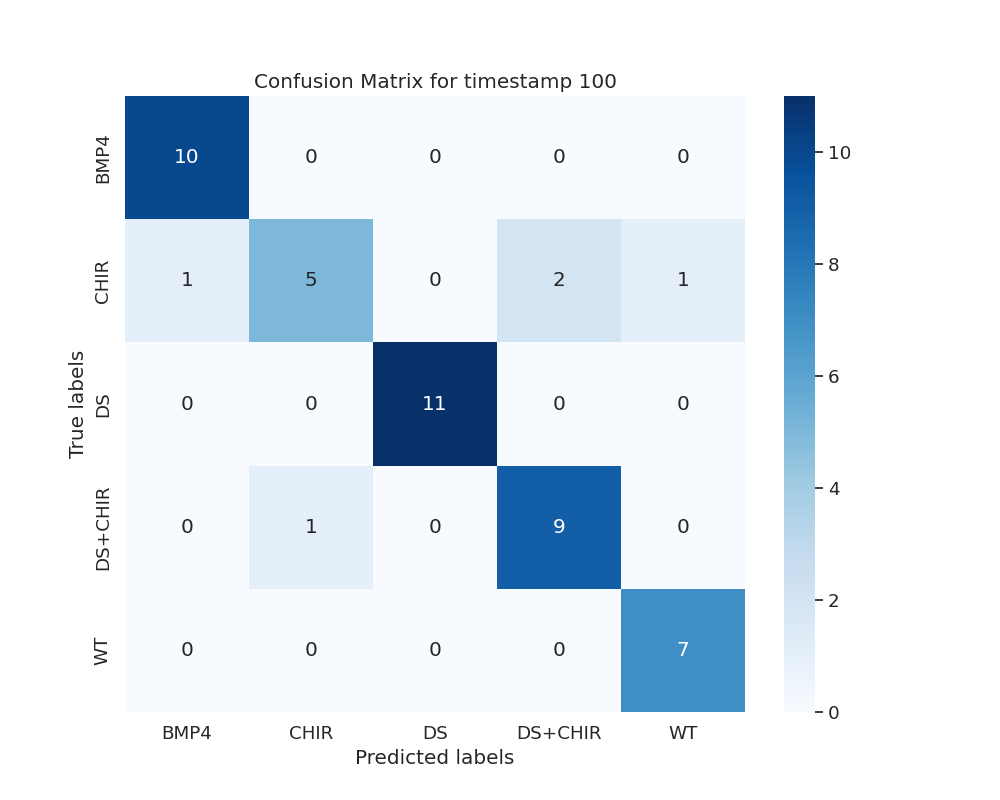 Confusion Matrix for timestamp 100
True labels
BMP4 10 0 0 0 0
CHIR 1 5 0 2 1
DS 0 0 11 0 0
DS+CHIR 0 1 0 9 0
WT 0 0 0 0 7
BMP4 CHIR DS DS+CHIR WT
Predicted labels
10
8
6
4
2
0